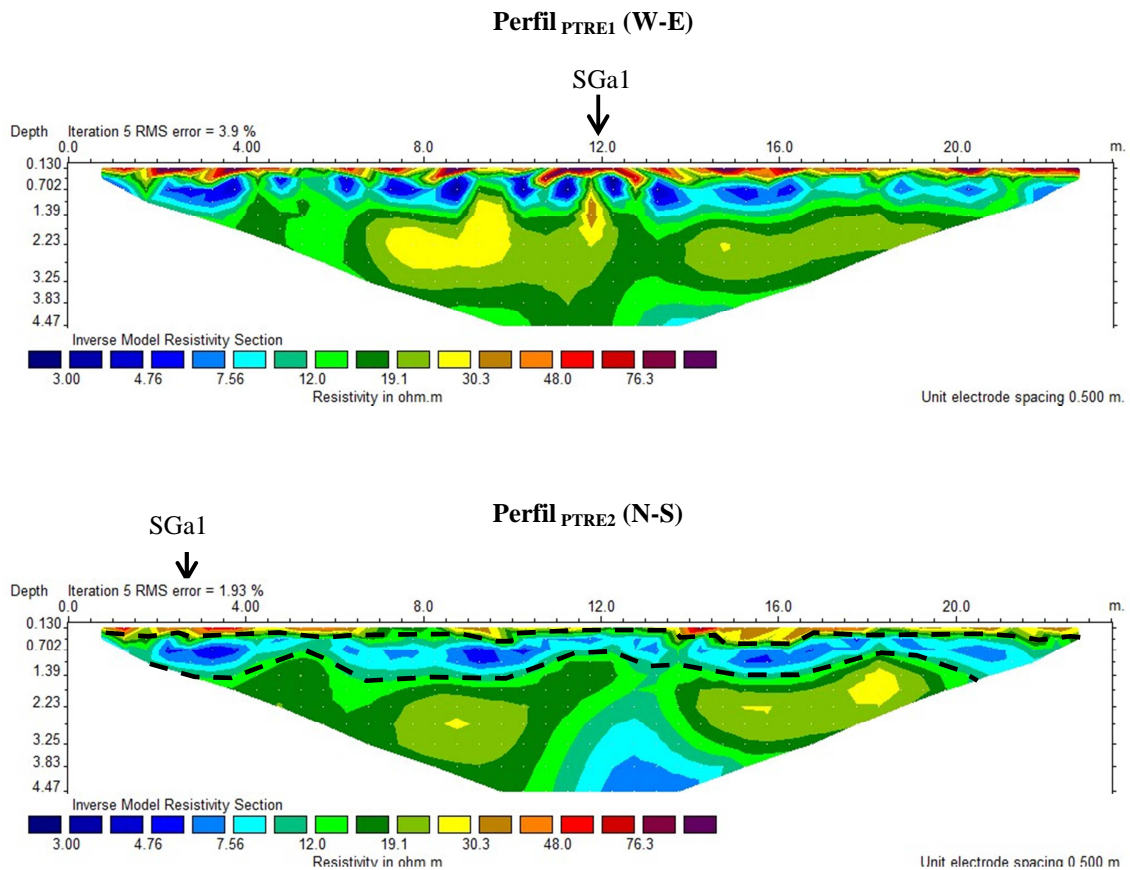 Perfil PTRE1 (W-E)
SGa1
Depth Iteration 5 RMS error = 3.9 %
0.0 4.00 8.0 12.0 16.0 20.0 m.
0.130
0.702
1.39
2.23
3.25
3.83
4.47
Inverse Model Resistivity Section
3.00 4.76 7.56 12.0 19.1 30.3 48.0 76.3
Resistivity in ohm.m
Unit electrode spacing 0.500 m.
Perfil PTRE2 (N-S)
SGa1
Depth Iteration 5 RMS error = 1.93 %
0.0 4.00 8.0 12.0 16.0 20.0 m.
0.130
0.702
1.39
2.23
3.25
3.83
4.47
Inverse Model Resistivity Section
3.00 4.76 7.56 12.0 19.1 30.3 48.0 76.3
Resistivity in ohm.m
Unit electrode spacing 0.500 m.